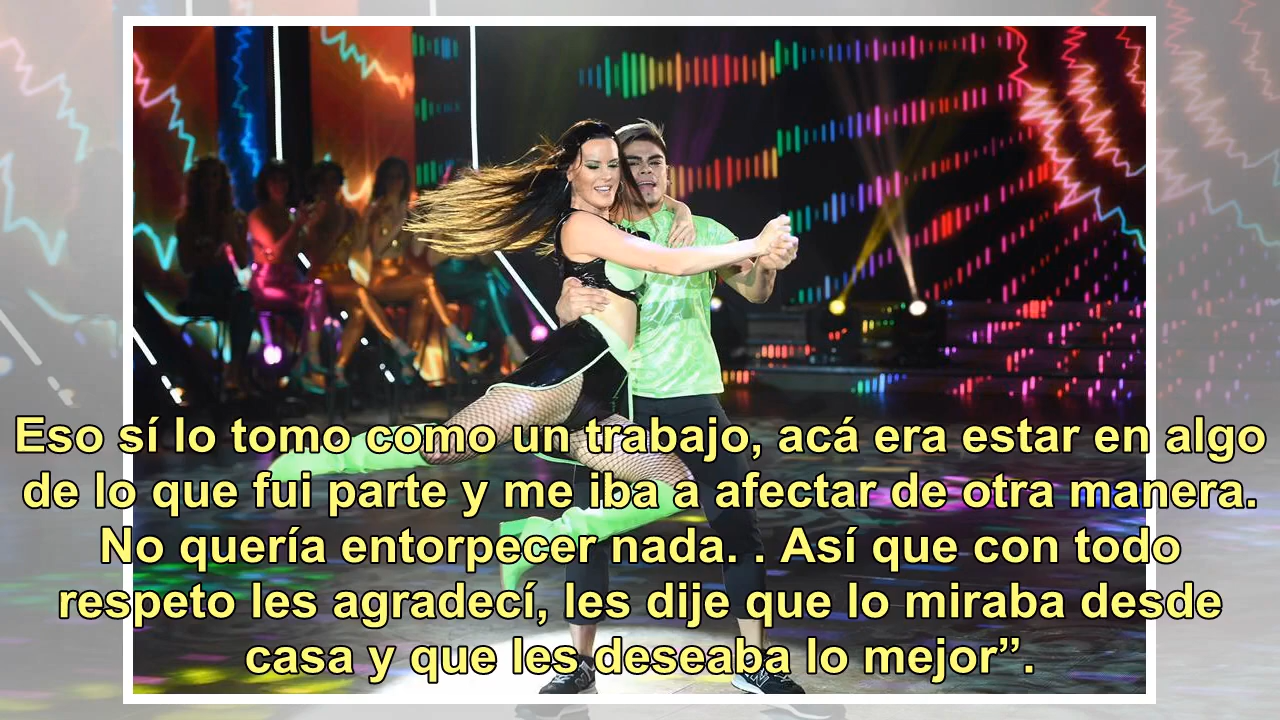 Eso sí lo tomo como un trabajo, acá era estar en algo
de lo que fui parte y me iba a afectar de otra manera.
No quería entorpecer nada. . Así que con todo
respeto les agradecí, les dije que lo miraba desde
casa y que les deseaba lo mejor”.